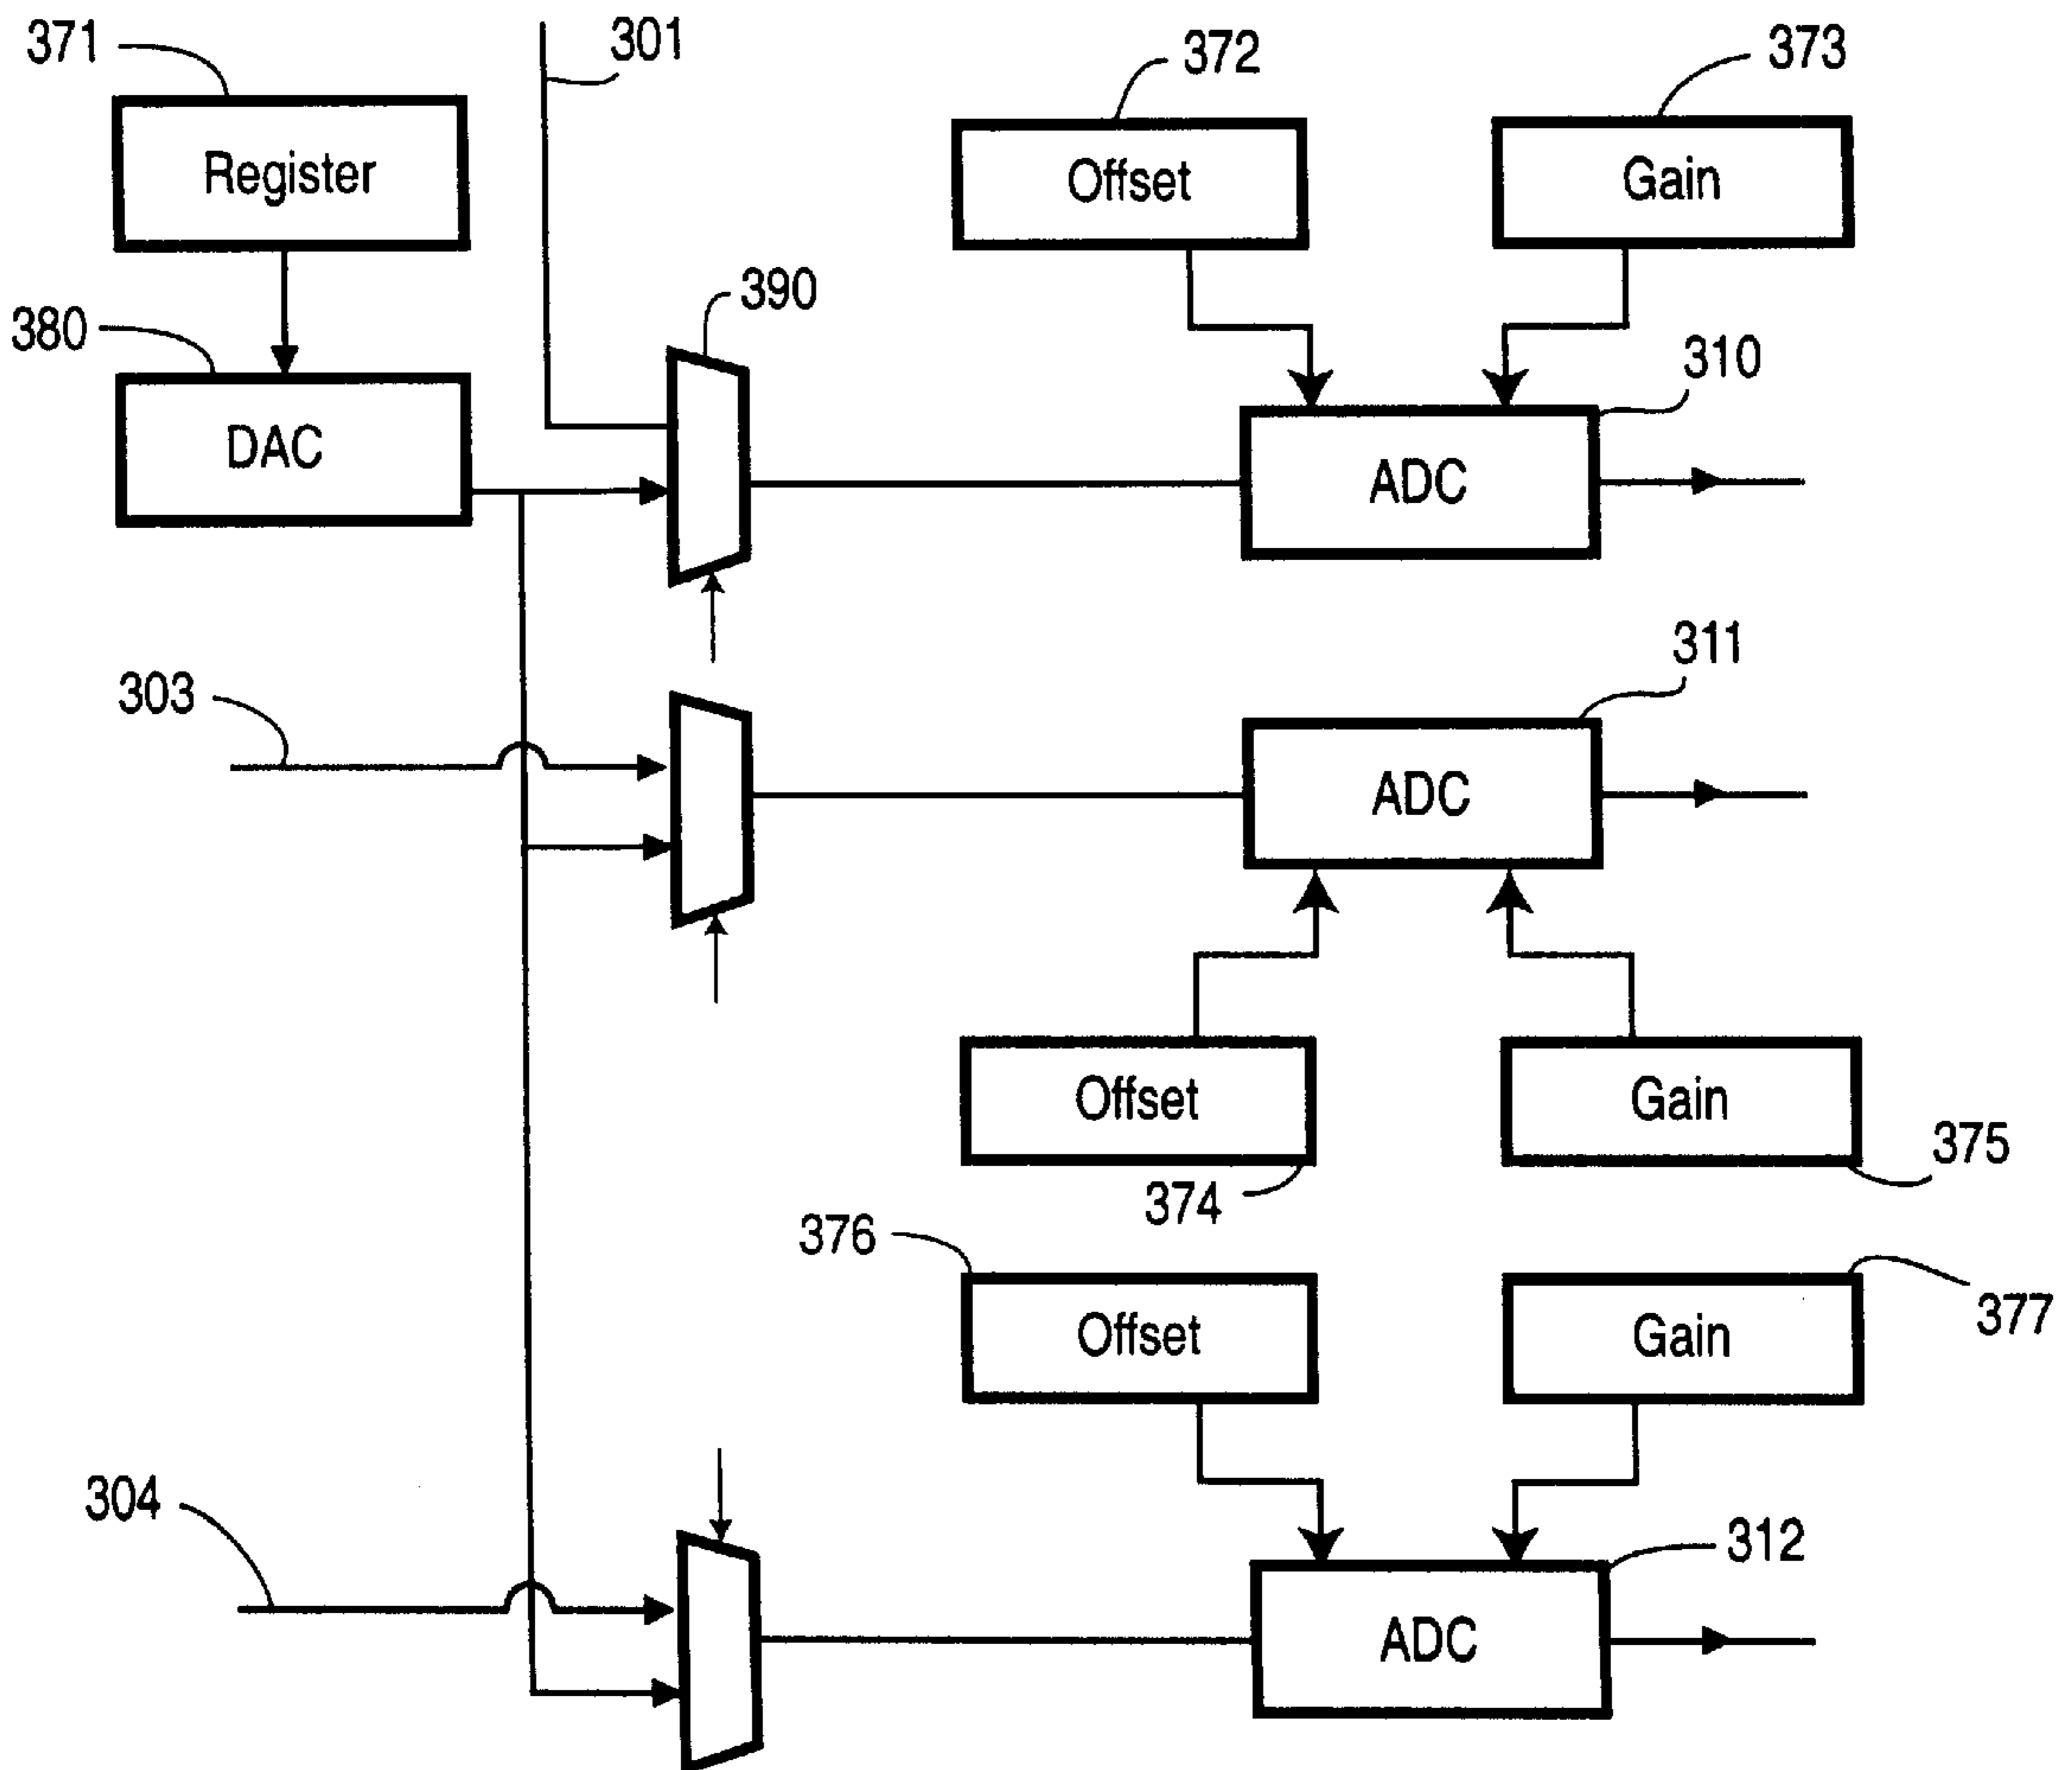 371
301
372
373
Register
Offset
Gain
390
380
310
DAC
ADC
311
303
ADC
Offset
Gain
375
374
376
Offset
Gain
377
304
312
ADC